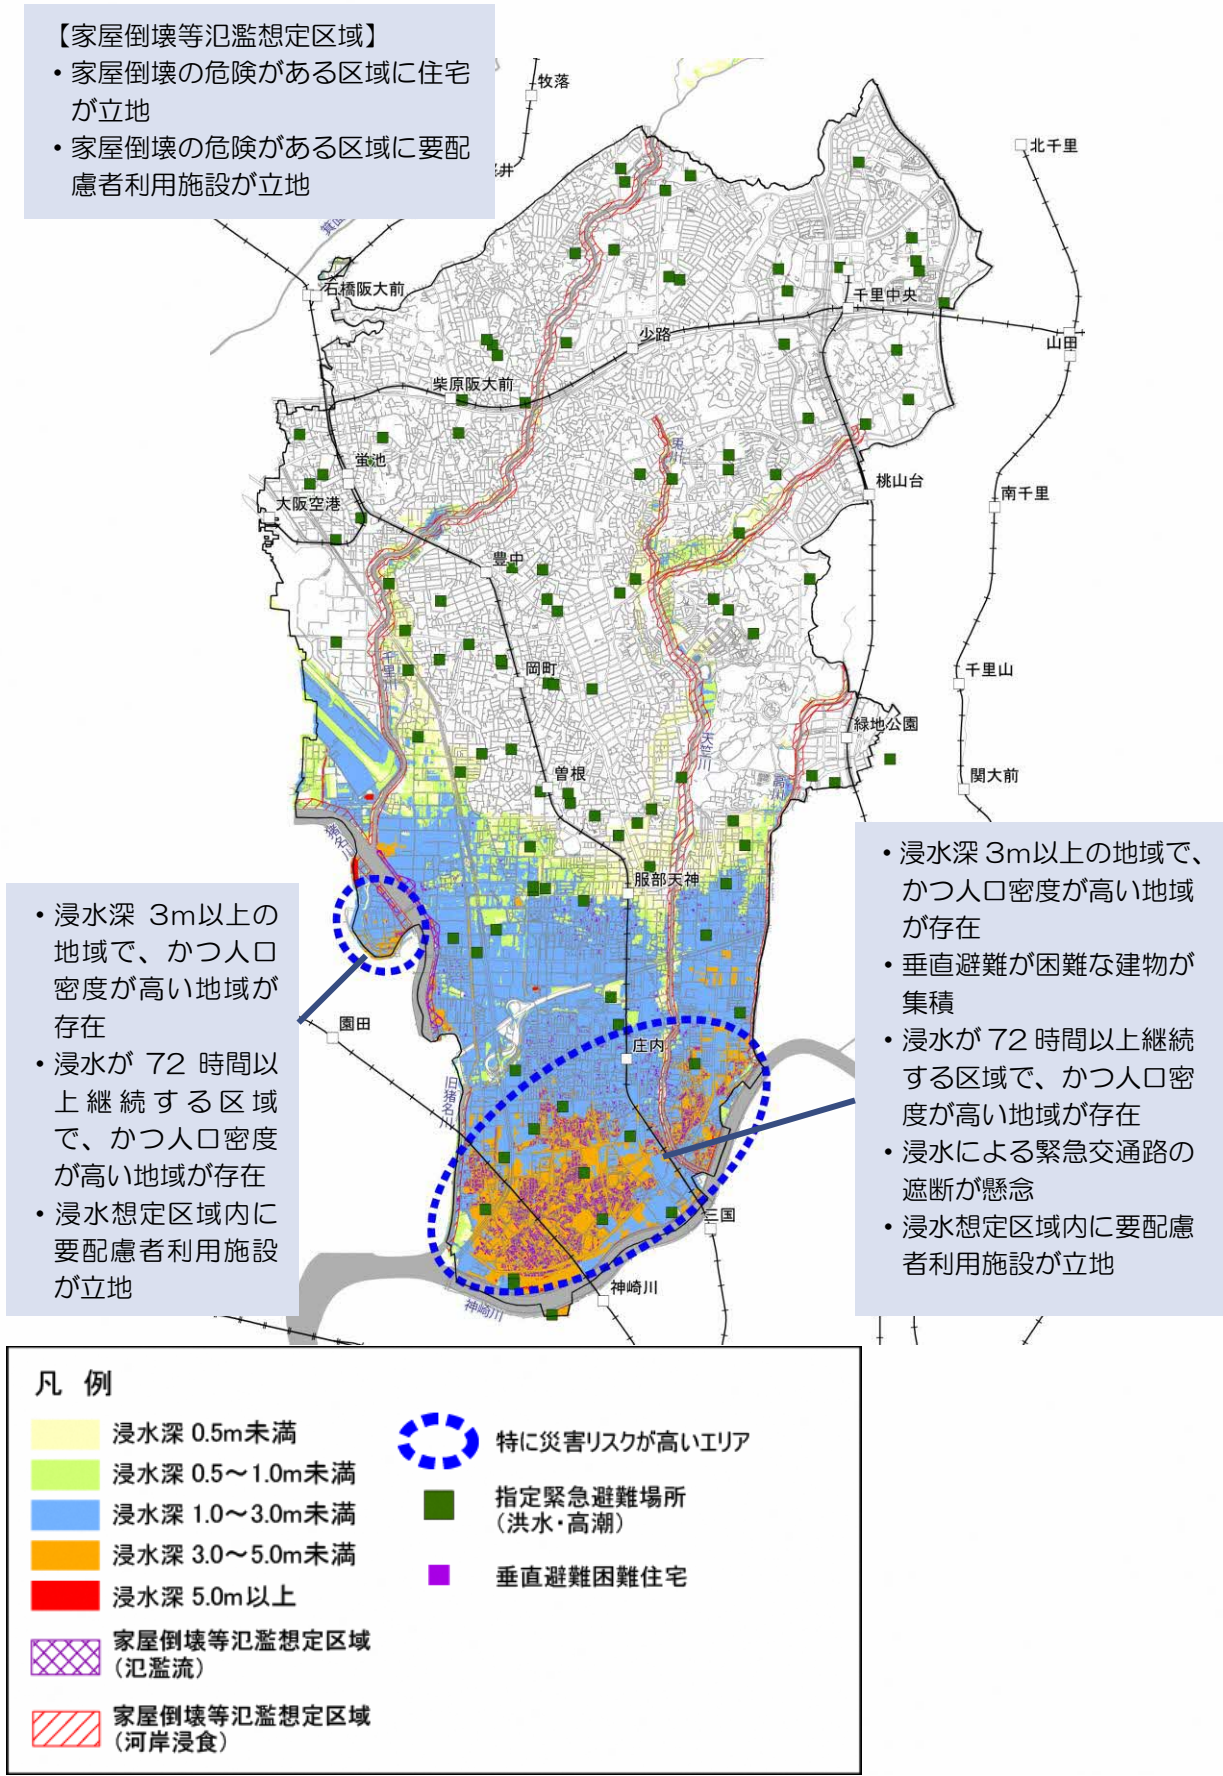 【家屋倒壊等氾濫想定区域】
・家屋倒壊の危険がある区域に住宅
が立地
・家屋倒壊の危険がある区域に要配
慮者利用施設が立地
牧落
北千里
石橋阪大前
千里中央
少路
山田
柴原阪大前
蛍池
兎川
桃山台
南千里
大阪空港
豊中
千里川
岡町
千里山
緑地公園
天竺川
曽根
高川
関大前
猪名川
服部天神
・浸水深 3m以上の
地域で、かつ人口
密度が高い地域が
存在
・浸水が 72 時間以
上継続する区域
で、かつ人口密度
が高い地域が存在
・浸水想定区域内に
要配慮者利用施設
が立地
・浸水深 3m以上の地域で、
かつ人口密度が高い地域
が存在
・垂直避難が困難な建物が
集積
・浸水が 72 時間以上継続
する区域で、かつ人口密
度が高い地域が存在
・浸水による緊急交通路の
遮断が懸念
・浸水想定区域内に要配慮
者利用施設が立地
園田
庄内
旧猪名川
三国
神崎川
神崎川
凡 例
浸水深 0.5m未満
浸水深 0.5～1.0m未満
浸水深 1.0～3.0m未満
浸水深 3.0～5.0m未満
浸水深 5.0m以上
家屋倒壊等氾濫想定区域
(氾濫流)
家屋倒壊等氾濫想定区域
(河岸浸食)
特に災害リスクが高いエリア
指定緊急避難場所
(洪水・高潮)
垂直避難困難住宅